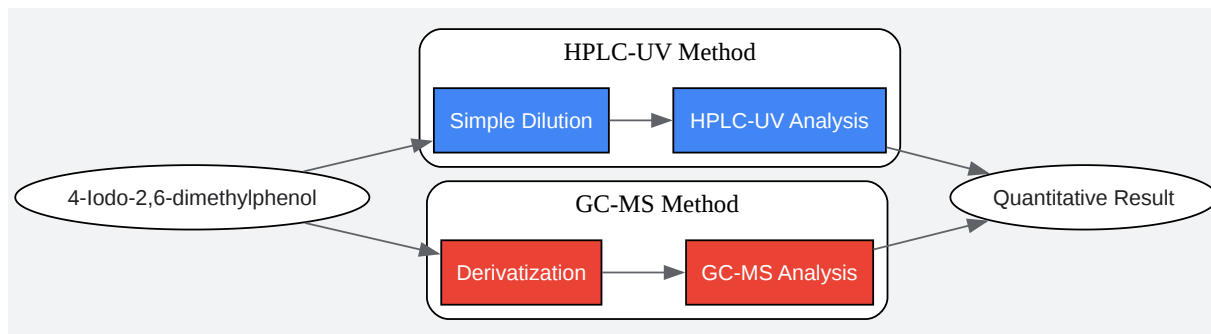 HPLC-UV Method
Simple Dilution
HPLC-UV Analysis
4-Iodo-2,6-dimethylphenol
Quantitative Result
GC-MS Method
Derivatization
GC-MS Analysis